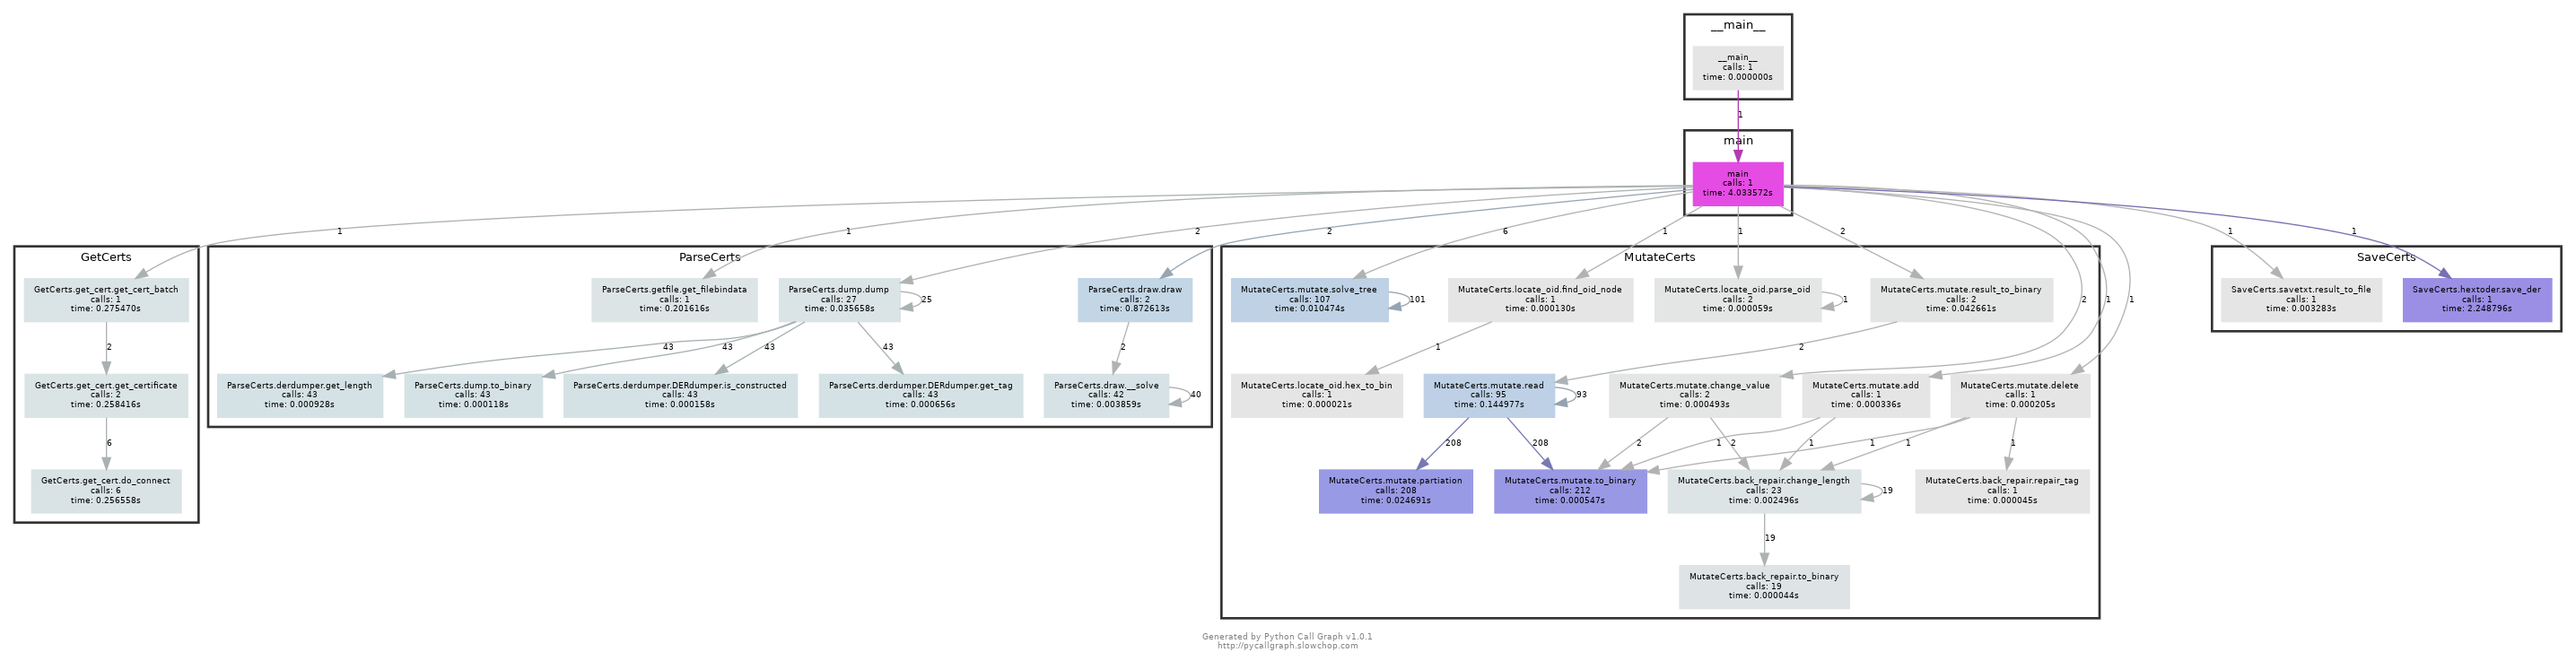 __main__
__main__
calls: 1
time: 0.000000s
1
main
main
calls: 1
time: 4.033572s
1
1
2
2
6
1
1
2
2
1
1
1
1
GetCerts
GetCerts.get_cert.get_cert_batch
calls: 1
time: 0.275470s
2
GetCerts.get_cert.get_certificate
calls: 2
time: 0.258416s
6
GetCerts.get_cert.do_connect
calls: 6
time: 0.256558s
ParseCerts
ParseCerts.getfile.get_filebindata
calls: 1
time: 0.201616s
ParseCerts.dump.dump
calls: 27
time: 0.035658s
25
ParseCerts.draw.draw
calls: 2
time: 0.872613s
43
43
43
43
2
ParseCerts.derdumper.get_length
calls: 43
time: 0.000928s
ParseCerts.dump.to_binary
calls: 43
time: 0.000118s
ParseCerts.derdumper.DERdumper.is_constructed
calls: 43
time: 0.000158s
ParseCerts.derdumper.DERdumper.get_tag
calls: 43
time: 0.000656s
ParseCerts.draw.__solve
calls: 42
time: 0.003859s
40
MutateCerts
MutateCerts.mutate.solve_tree
calls: 107
time: 0.010474s
101
MutateCerts.locate_oid.find_oid_node
calls: 1
time: 0.000130s
MutateCerts.locate_oid.parse_oid
calls: 2
time: 0.000059s
1
MutateCerts.mutate.result_to_binary
calls: 2
time: 0.042661s
1
2
MutateCerts.locate_oid.hex_to_bin
calls: 1
time: 0.000021s
MutateCerts.mutate.read
calls: 95
time: 0.144977s
93
MutateCerts.mutate.change_value
calls: 2
time: 0.000493s
MutateCerts.mutate.add
calls: 1
time: 0.000336s
MutateCerts.mutate.delete
calls: 1
time: 0.000205s
208
208
2
2
1
1
1
1
1
MutateCerts.mutate.partiation
calls: 208
time: 0.024691s
MutateCerts.mutate.to_binary
calls: 212
time: 0.000547s
MutateCerts.back_repair.change_length
calls: 23
time: 0.002496s
19
MutateCerts.back_repair.repair_tag
calls: 1
time: 0.000045s
19
MutateCerts.back_repair.to_binary
calls: 19
time: 0.000044s
SaveCerts
SaveCerts.savetxt.result_to_file
calls: 1
time: 0.003283s
SaveCerts.hextoder.save_der
calls: 1
time: 2.248796s
Generated by Python Call Graph v1.0.1
http://pycallgraph.slowchop.com